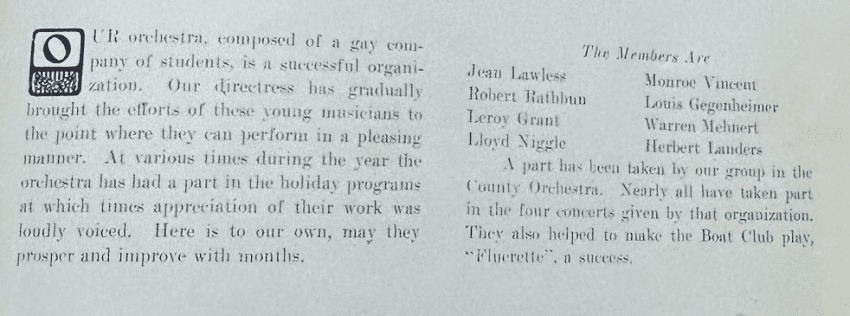 OUR orchestra, composed of a gay com-
pany of students, is a successful organi-
zation. Our directress has gradually
brought the efforts of these young musicians to
the point where they can perform in a pleasing
manner. At various times during the year the
orchestra has had a part in the holiday programs
at which times appreciation of their work was
loudly voiced. Here is to our own, may they
prosper and improve with months.
The Members Are
Jean Lawless
Robert Rathbun
Leroy Grant
Lloyd Niggle
Monroe Vincent
Louis Gegenheimer
Warren Mehnert
Herbert Landers
A part has been taken by our group in the
County Orchestra. Nearly all have taken part
in the four concerts given by that organization.
They also helped to make the Boat Club play,
"Fluerette", a success.